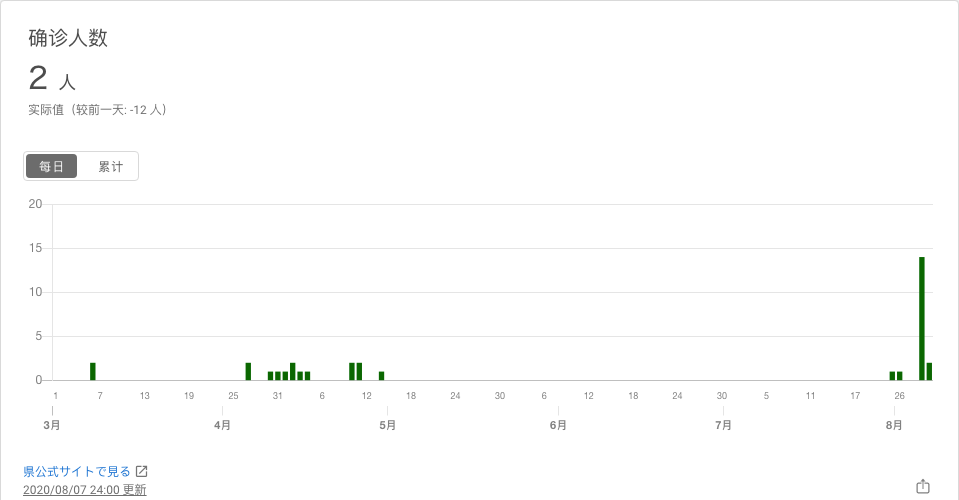 确诊人数
2 人
实际值（较前一天: -12 人）
每日 累计
20
15
10
5
0
1 7 13 19 25 31 6 12 18 24 30 6 12 18 24 30 5 11 17 26
3月 4月 5月 6月 7月 8月
県公式サイトで見る
2020/08/07 24:00 更新